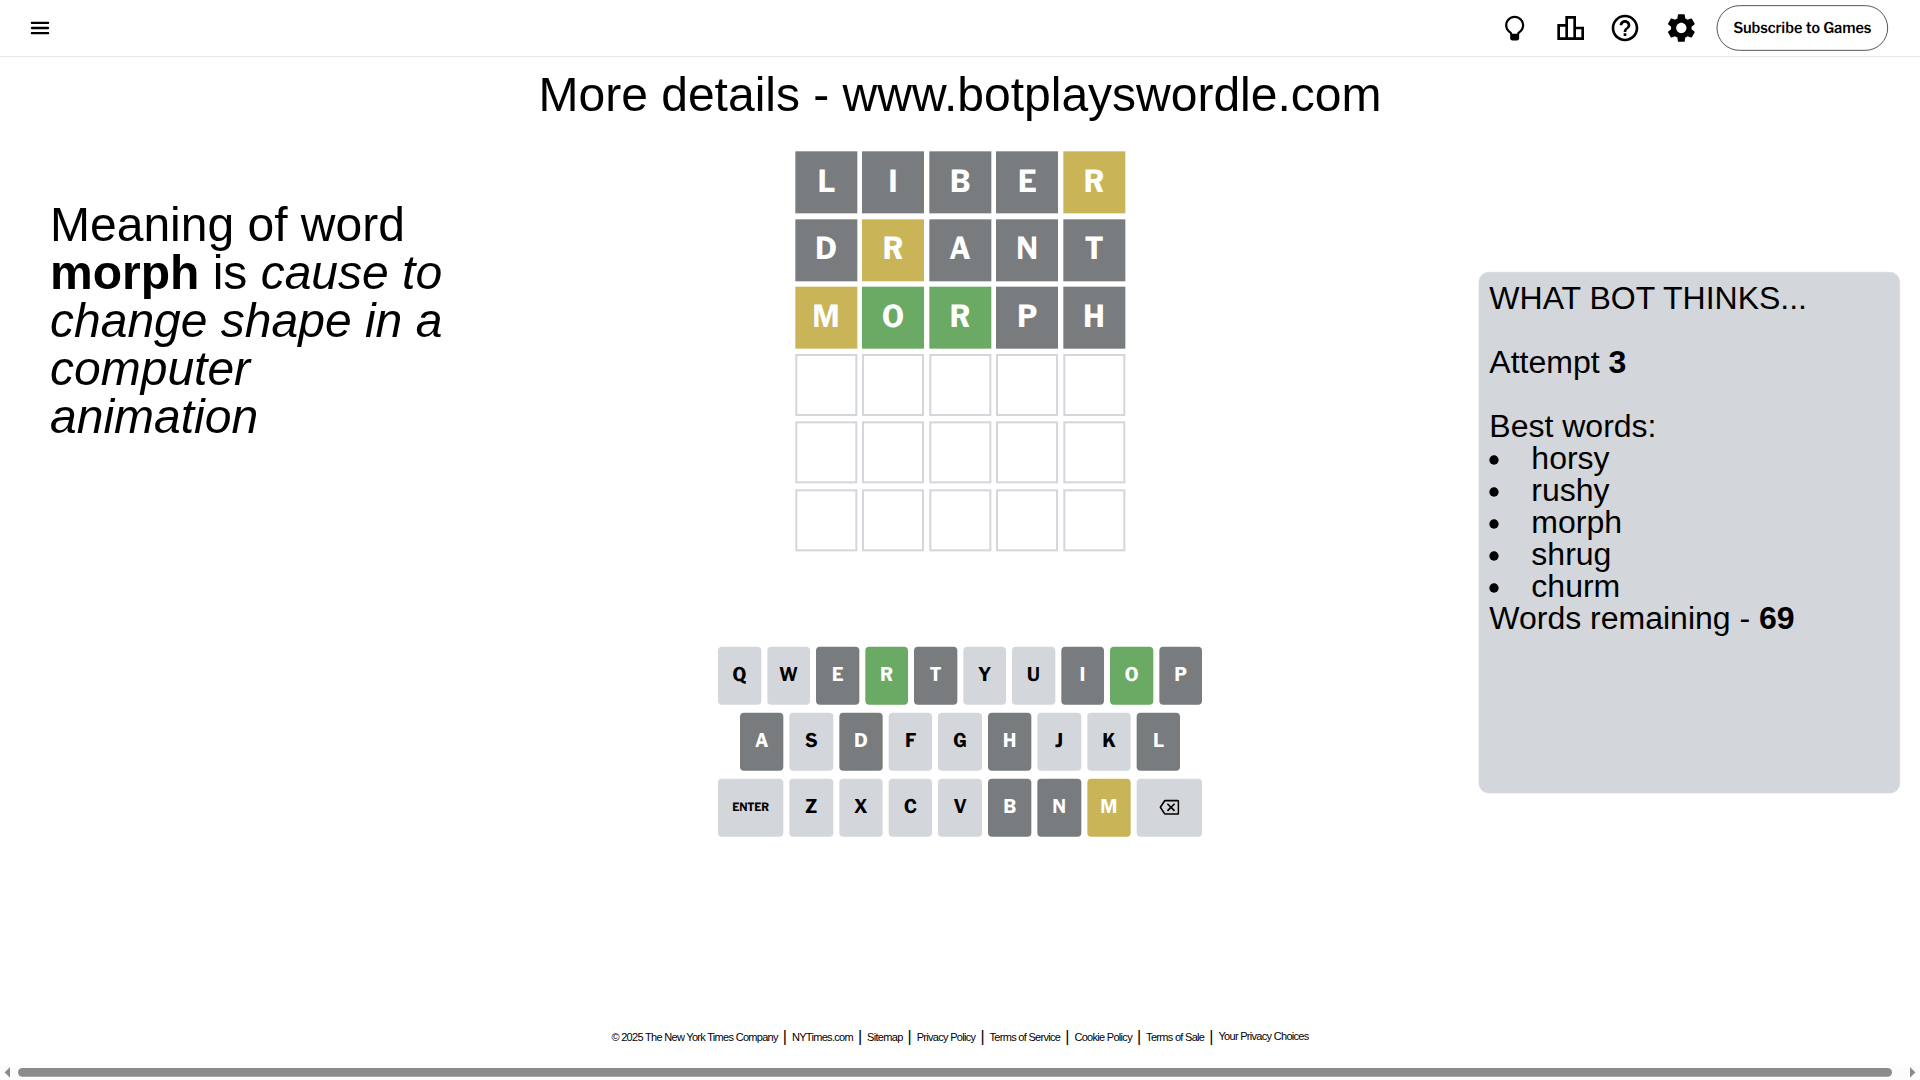 Subscribe to Games
More details - www.botplayswordle.com
Meaning of word
morph is cause to
change shape in a
computer
animation
L I B E R
D R A N T
M O R P H
WHAT BOT THINKS...
Attempt 3
Best words:
• horsy
• rushy
• morph
• shrug
• churm
Words remaining - 69
Q W E R T Y U I O P
A S D F G H J K L
ENTER Z X C V B N M
© 2025 The New York Times Company | NYTimes.com | Sitemap | Privacy Policy | Terms of Service | Cookie Policy | Terms of Sale | Your Privacy Choices